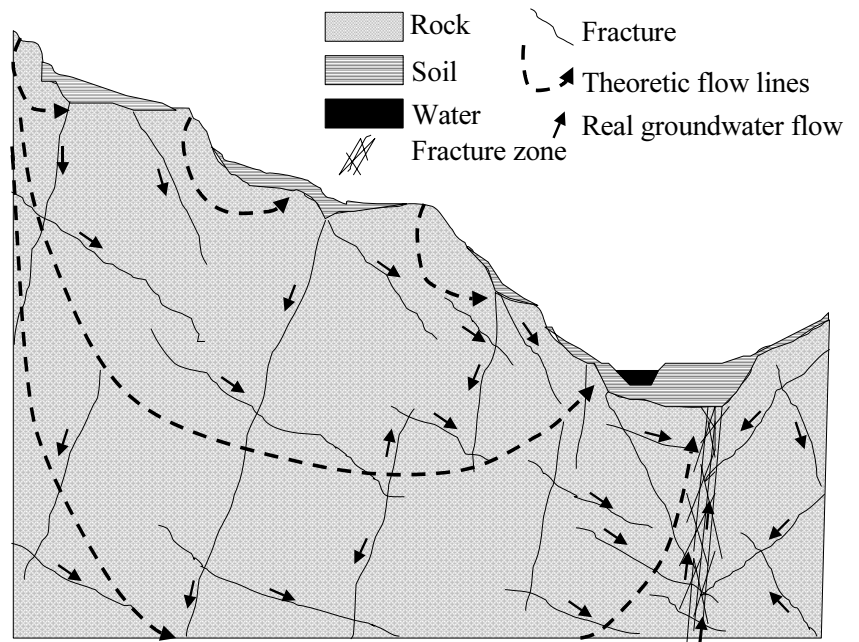 Rock
Soil
Water
Fracture zone
Fracture
Theoretic flow lines
Real groundwater flow